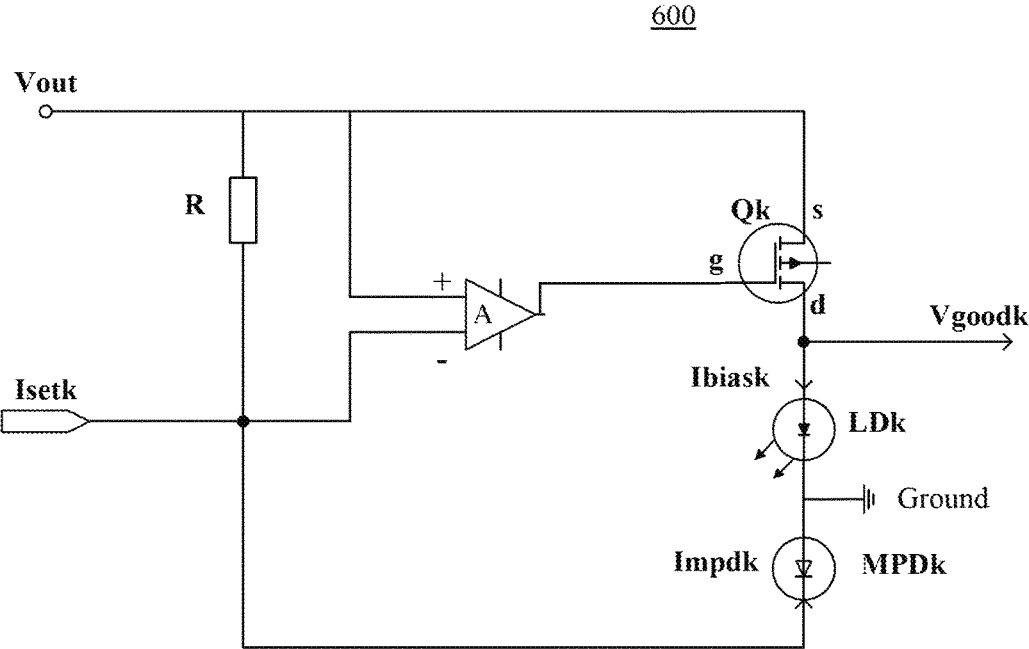 600
Vout
R
Qk
s
g
+
A
d
Vgoodk
-
Isetk
Ibiask
LDk
Ground
Impdk
MPDk